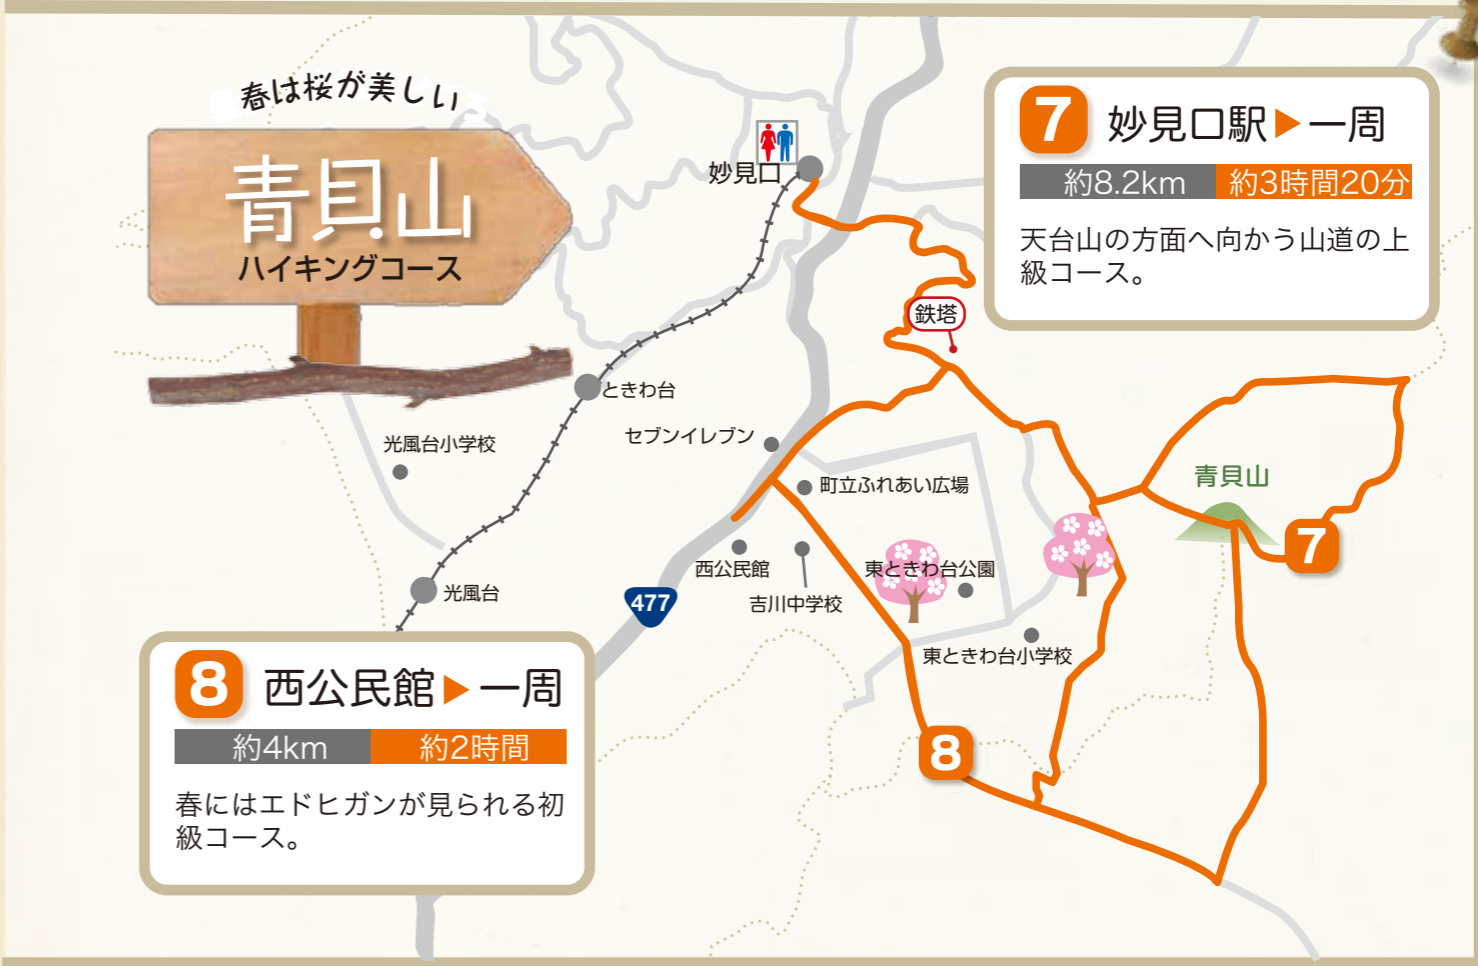 春は桜が美しい
青貝山
ハイキングコース
7 妙見口駅▶一周
約8.2km 約3時間20分
天台山の方面へ向かう山道の上
級コース。
妙見口
鉄塔
ときわ台
セブンイレブン
光風台小学校
町立ふれあい広場
青貝山
7
西公民館
東ときわ台公園
光風台
477
吉川中学校
東ときわ台小学校
8
8 西公民館▶一周
約4km 約2時間
春にはエドヒガンが見られる初
級コース。